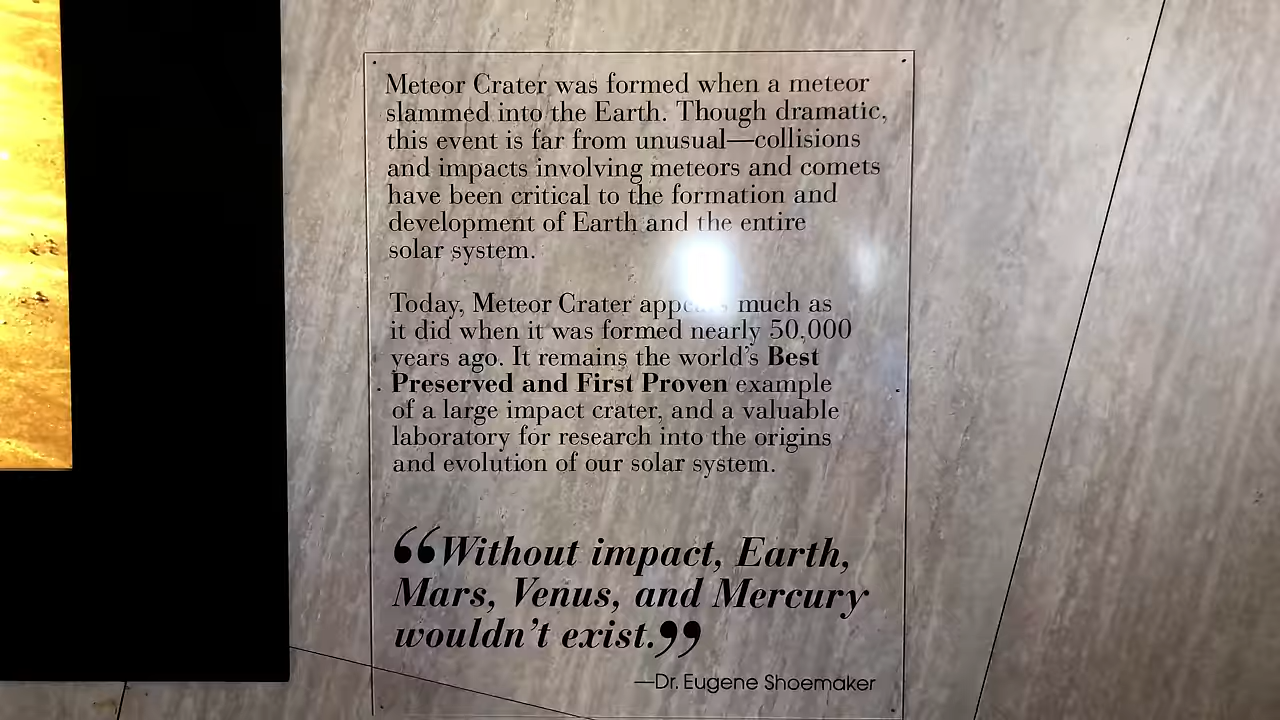 Meteor Crater was formed when a meteor
slammed into the Earth. Though dramatic,
this event is far from unusual—collisions
and impacts involving meteors and comets
have been critical to the formation and
development of Earth and the entire
solar system.
Today, Meteor Crater appears much as
it did when it was formed nearly 50,000
years ago. It remains the world's Best
Preserved and First Proven example
of a large impact crater, and a valuable
laboratory for research into the origins
and evolution of our solar system.
“Without impact, Earth,
Mars, Venus, and Mercury
wouldn't exist.”
—Dr. Eugene Shoemaker